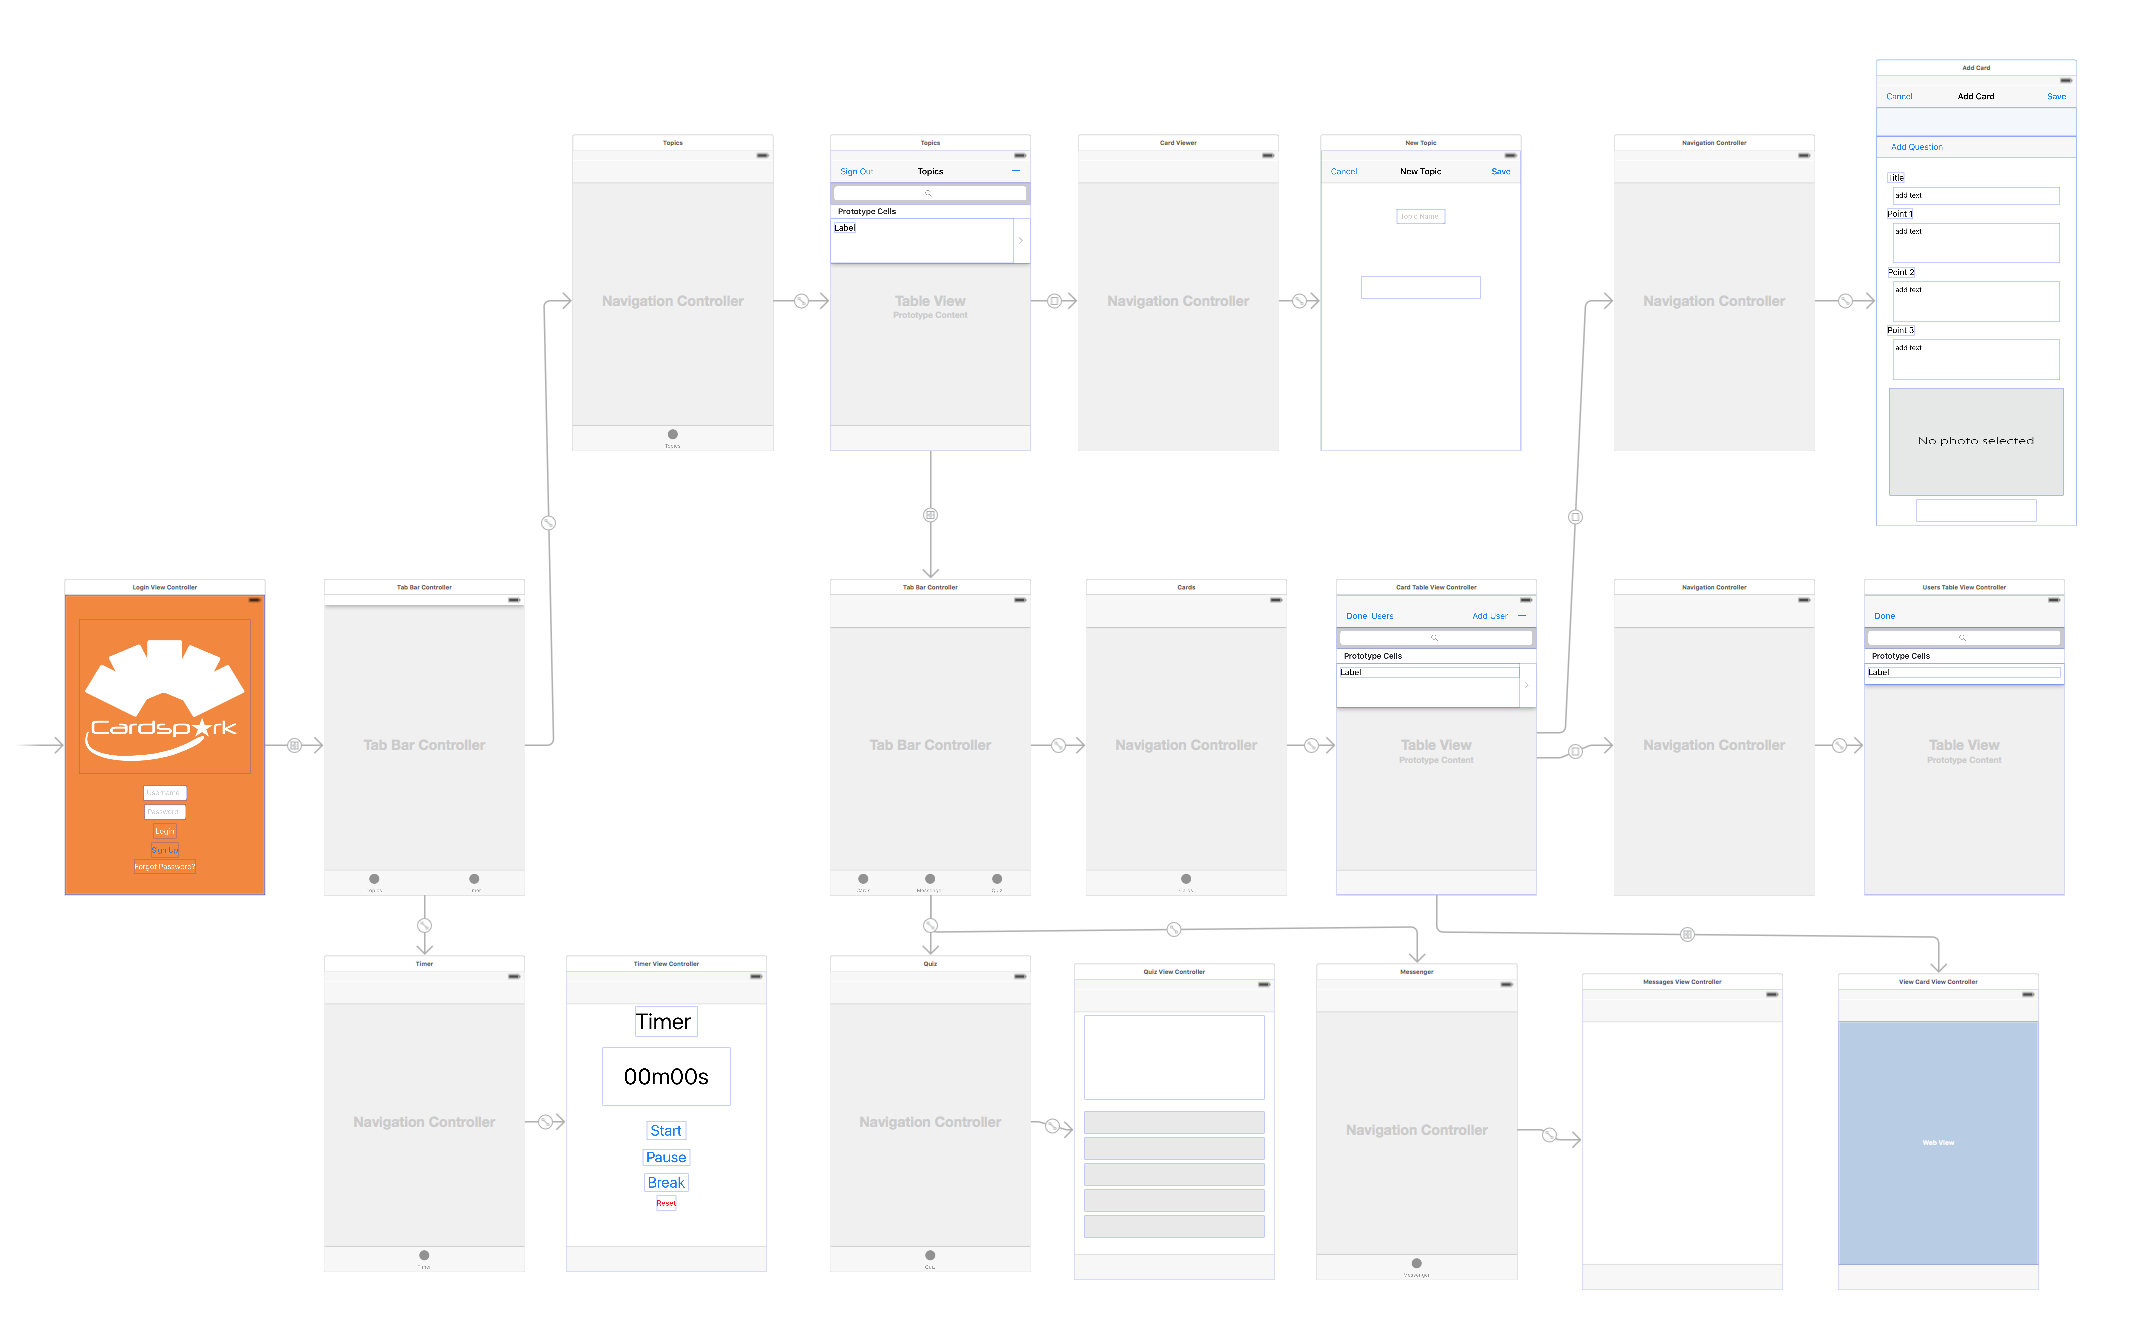 Add Card
Cancel Add Card Save
Add Question
Title
add text
Point 1
add text
Point 2
add text
Point 3
add text
No photo selected
Topics
Navigation Controller
Topics
Topics
Sign Out Topics
Prototype Cells
Label
Table View
Prototype Content
Card Viewer
Navigation Controller
New Topic
Cancel New Topic Save
Topic Name
Navigation Controller
Navigation Controller
Login View Controller
Cardspark
Username
Password
Login
Sign Up
Forgot Password?
Tab Bar Controller
Tab Bar Controller
Topics Timer
Tab Bar Controller
Tab Bar Controller
Cards Messenger Quiz
Cards
Navigation Controller
Cards
Card Table View Controller
Done Users Add User
Prototype Cells
Label
Table View
Prototype Content
Navigation Controller
Navigation Controller
Users Table View Controller
Done
Prototype Cells
Label
Table View
Prototype Content
Timer
Navigation Controller
Timer
Timer View Controller
Timer
00m00s
Start
Pause
Break
Reset
Quiz
Navigation Controller
Quiz
Quiz View Controller
Messenger
Navigation Controller
Messenger
Messages View Controller
View Card View Controller
Web View